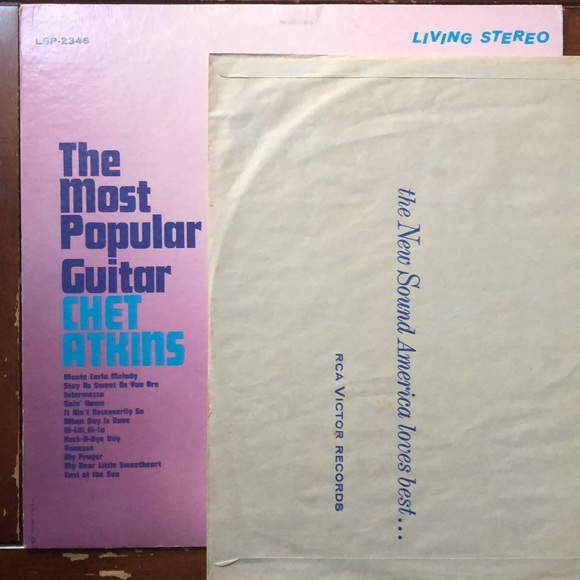 LSP-2346
LIVING STEREO
The
Most
Popular
Guitar
CHET
ATKINS
Monte Carlo Melody
Stay As Sweet As You Are
Intermezzo
Goin' Home
It Ain't Necessarily So
When Day Is Done
Hi-Lili, Hi-Lo
Rock-A-Bye Bay
Vanessa
My Prayer
My Dear Little Sweetheart
East of the Sun
the New Sound America loves best...
RCA VICTOR RECORDS